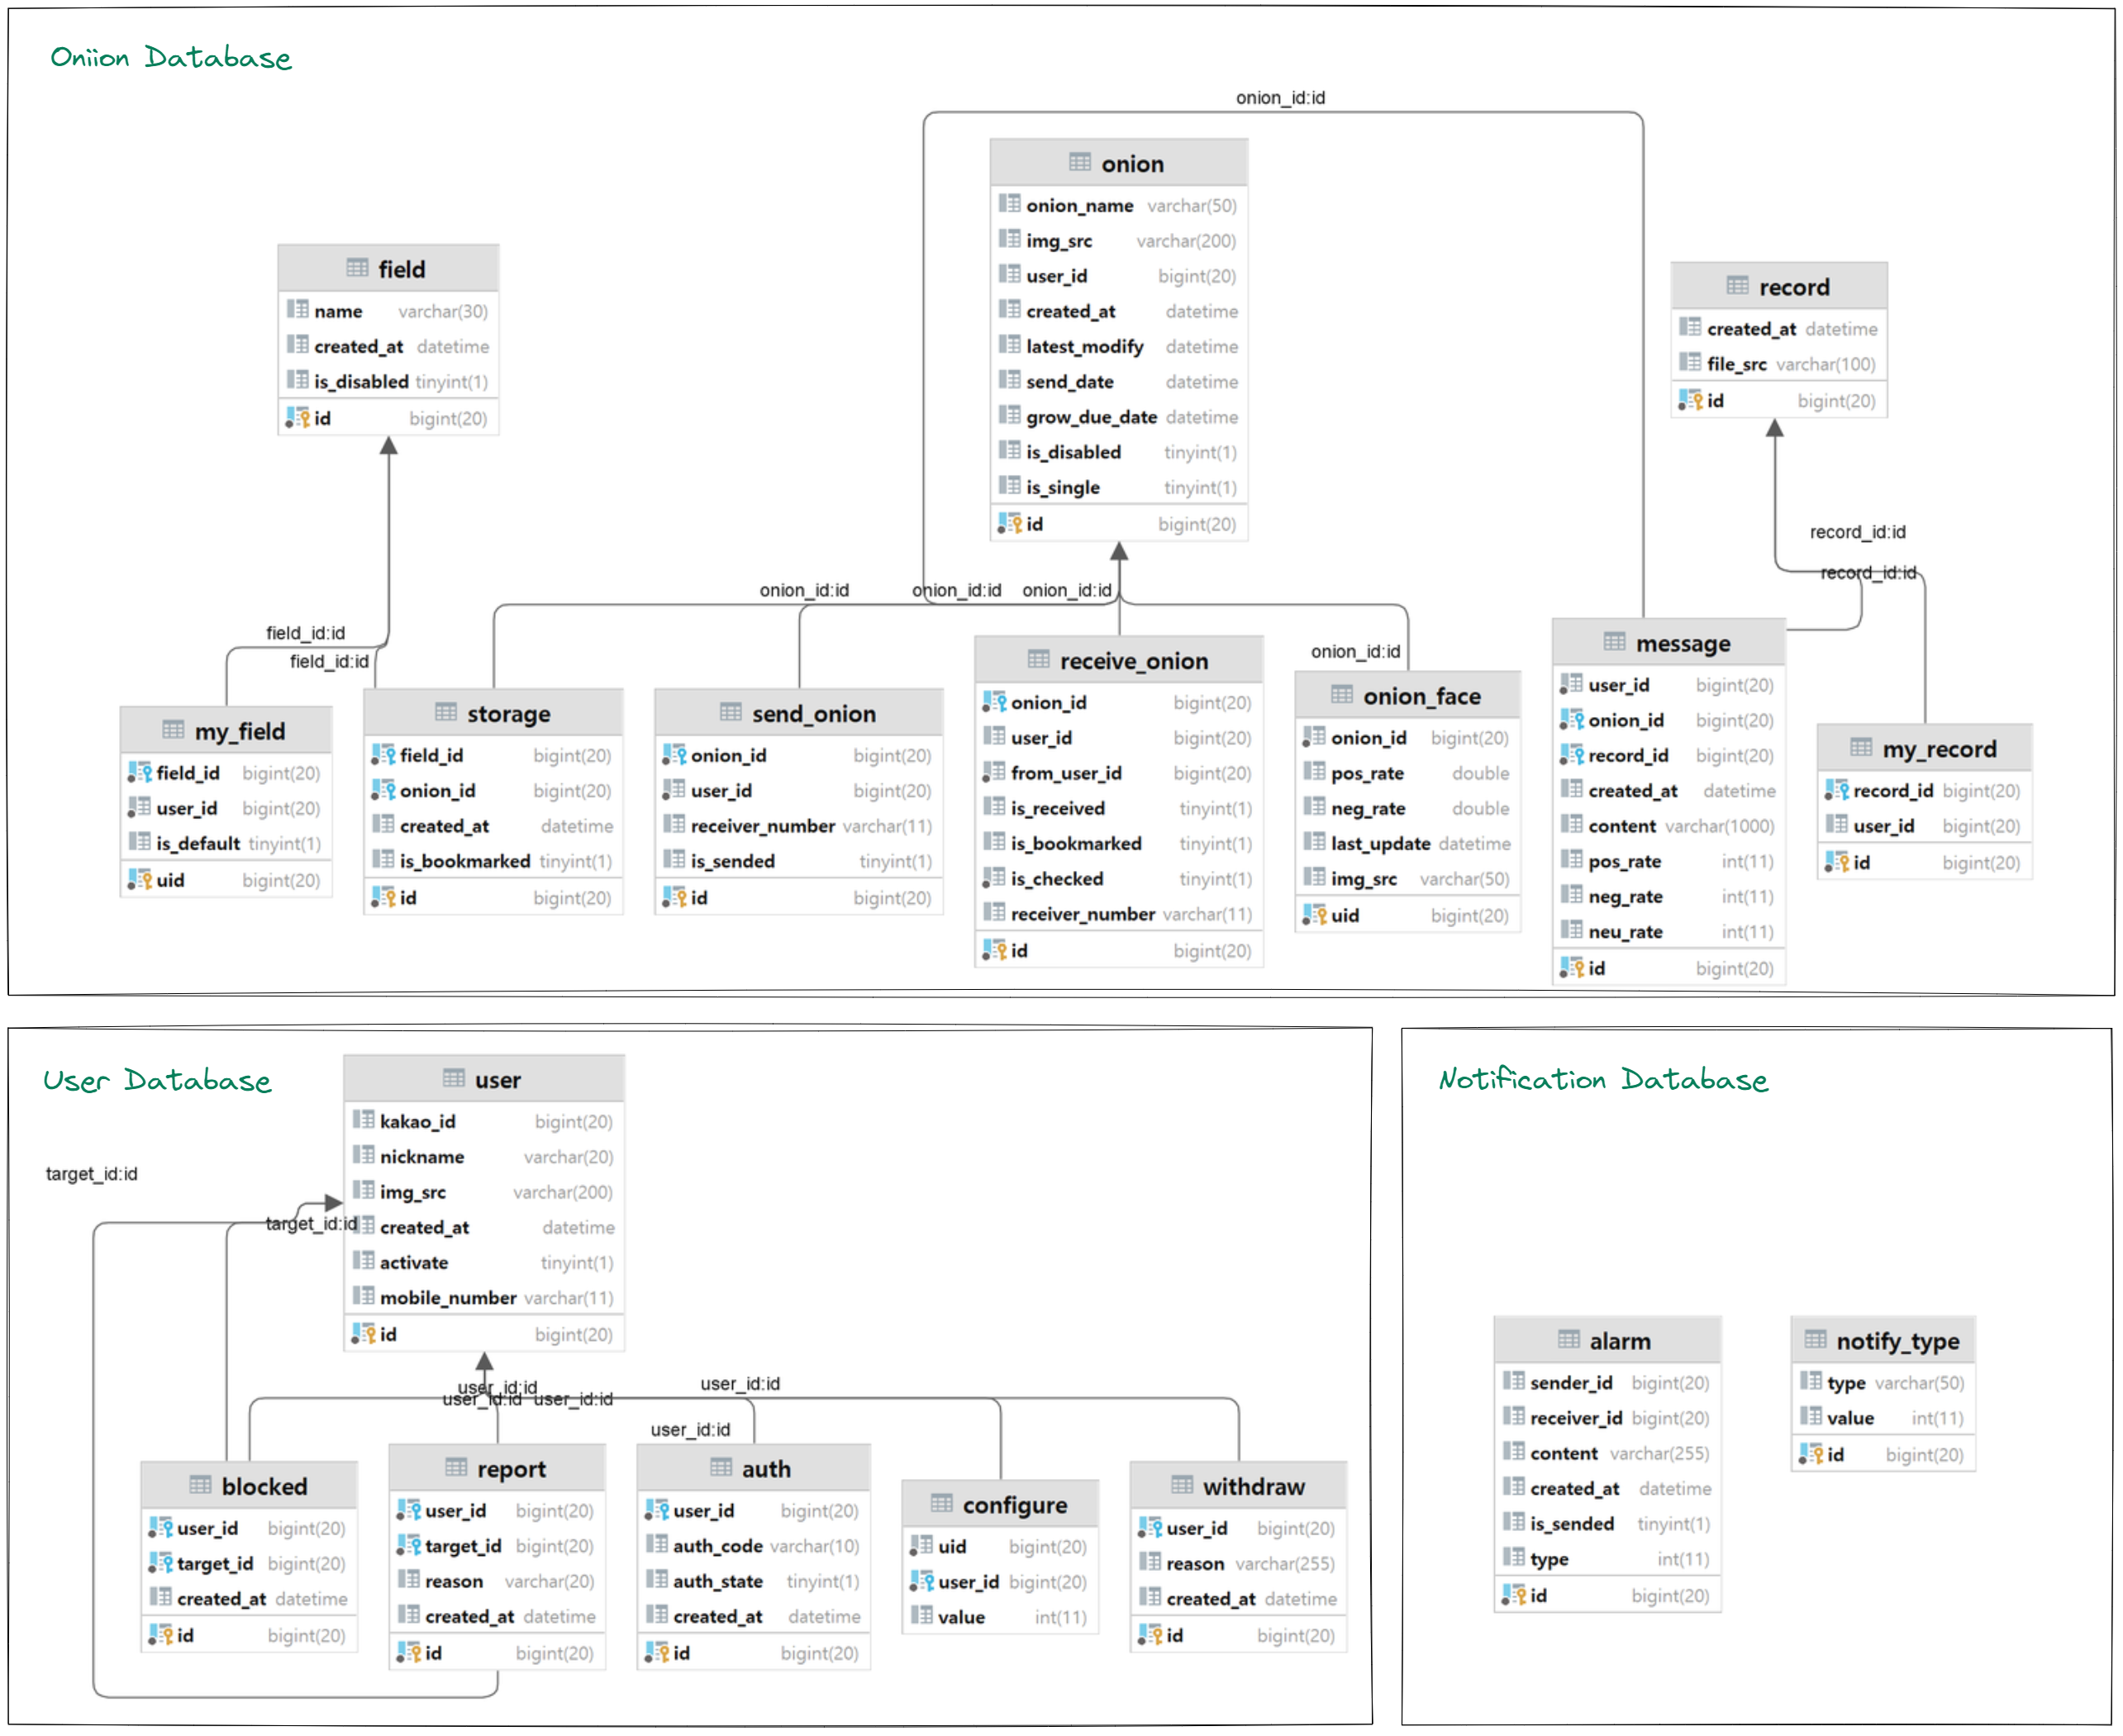 Oniion Database
onion_id:id
onion
onion_name varchar(50)
img_src varchar(200)
user_id bigint(20)
created_at datetime
latest_modify datetime
send_date datetime
grow_due_date datetime
is_disabled tinyint(1)
is_single tinyint(1)
id bigint(20)
field
name varchar(30)
created_at datetime
is_disabled tinyint(1)
id bigint(20)
record
created_at datetime
file_src varchar(100)
id bigint(20)
record_id:id
record_id:id
onion_id:id onion_id:id onion_id:id
onion_id:id
field_id:id
field_id:id
my_field
field_id bigint(20)
user_id bigint(20)
is_default tinyint(1)
uid bigint(20)
storage
field_id bigint(20)
onion_id bigint(20)
created_at datetime
is_bookmarked tinyint(1)
id bigint(20)
send_onion
onion_id bigint(20)
user_id bigint(20)
receiver_number varchar(11)
is_sended tinyint(1)
id bigint(20)
receive_onion
onion_id bigint(20)
user_id bigint(20)
from_user_id bigint(20)
is_received tinyint(1)
is_bookmarked tinyint(1)
is_checked tinyint(1)
receiver_number varchar(11)
id bigint(20)
onion_face
onion_id bigint(20)
pos_rate double
neg_rate double
last_update datetime
img_src varchar(50)
uid bigint(20)
message
user_id bigint(20)
onion_id bigint(20)
record_id bigint(20)
created_at datetime
content varchar(1000)
pos_rate int(11)
neg_rate int(11)
neu_rate int(11)
id bigint(20)
my_record
record_id bigint(20)
user_id bigint(20)
id bigint(20)
User Database
user
kakao_id bigint(20)
nickname varchar(20)
img_src varchar(200)
created_at datetime
activate tinyint(1)
mobile_number varchar(11)
id bigint(20)
target_id:id
target_id:id
user_id:id
user_id:id user_id:id
user_id:id
user_id:id
blocked
user_id bigint(20)
target_id bigint(20)
created_at datetime
id bigint(20)
report
user_id bigint(20)
target_id bigint(20)
reason varchar(20)
created_at datetime
id bigint(20)
auth
user_id bigint(20)
auth_code varchar(10)
auth_state tinyint(1)
created_at datetime
id bigint(20)
configure
uid bigint(20)
user_id bigint(20)
value int(11)
withdraw
user_id bigint(20)
reason varchar(255)
created_at datetime
id bigint(20)
Notification Database
alarm
sender_id bigint(20)
receiver_id bigint(20)
content varchar(255)
created_at datetime
is_sended tinyint(1)
type int(11)
id bigint(20)
notify_type
type varchar(50)
value int(11)
id bigint(20)